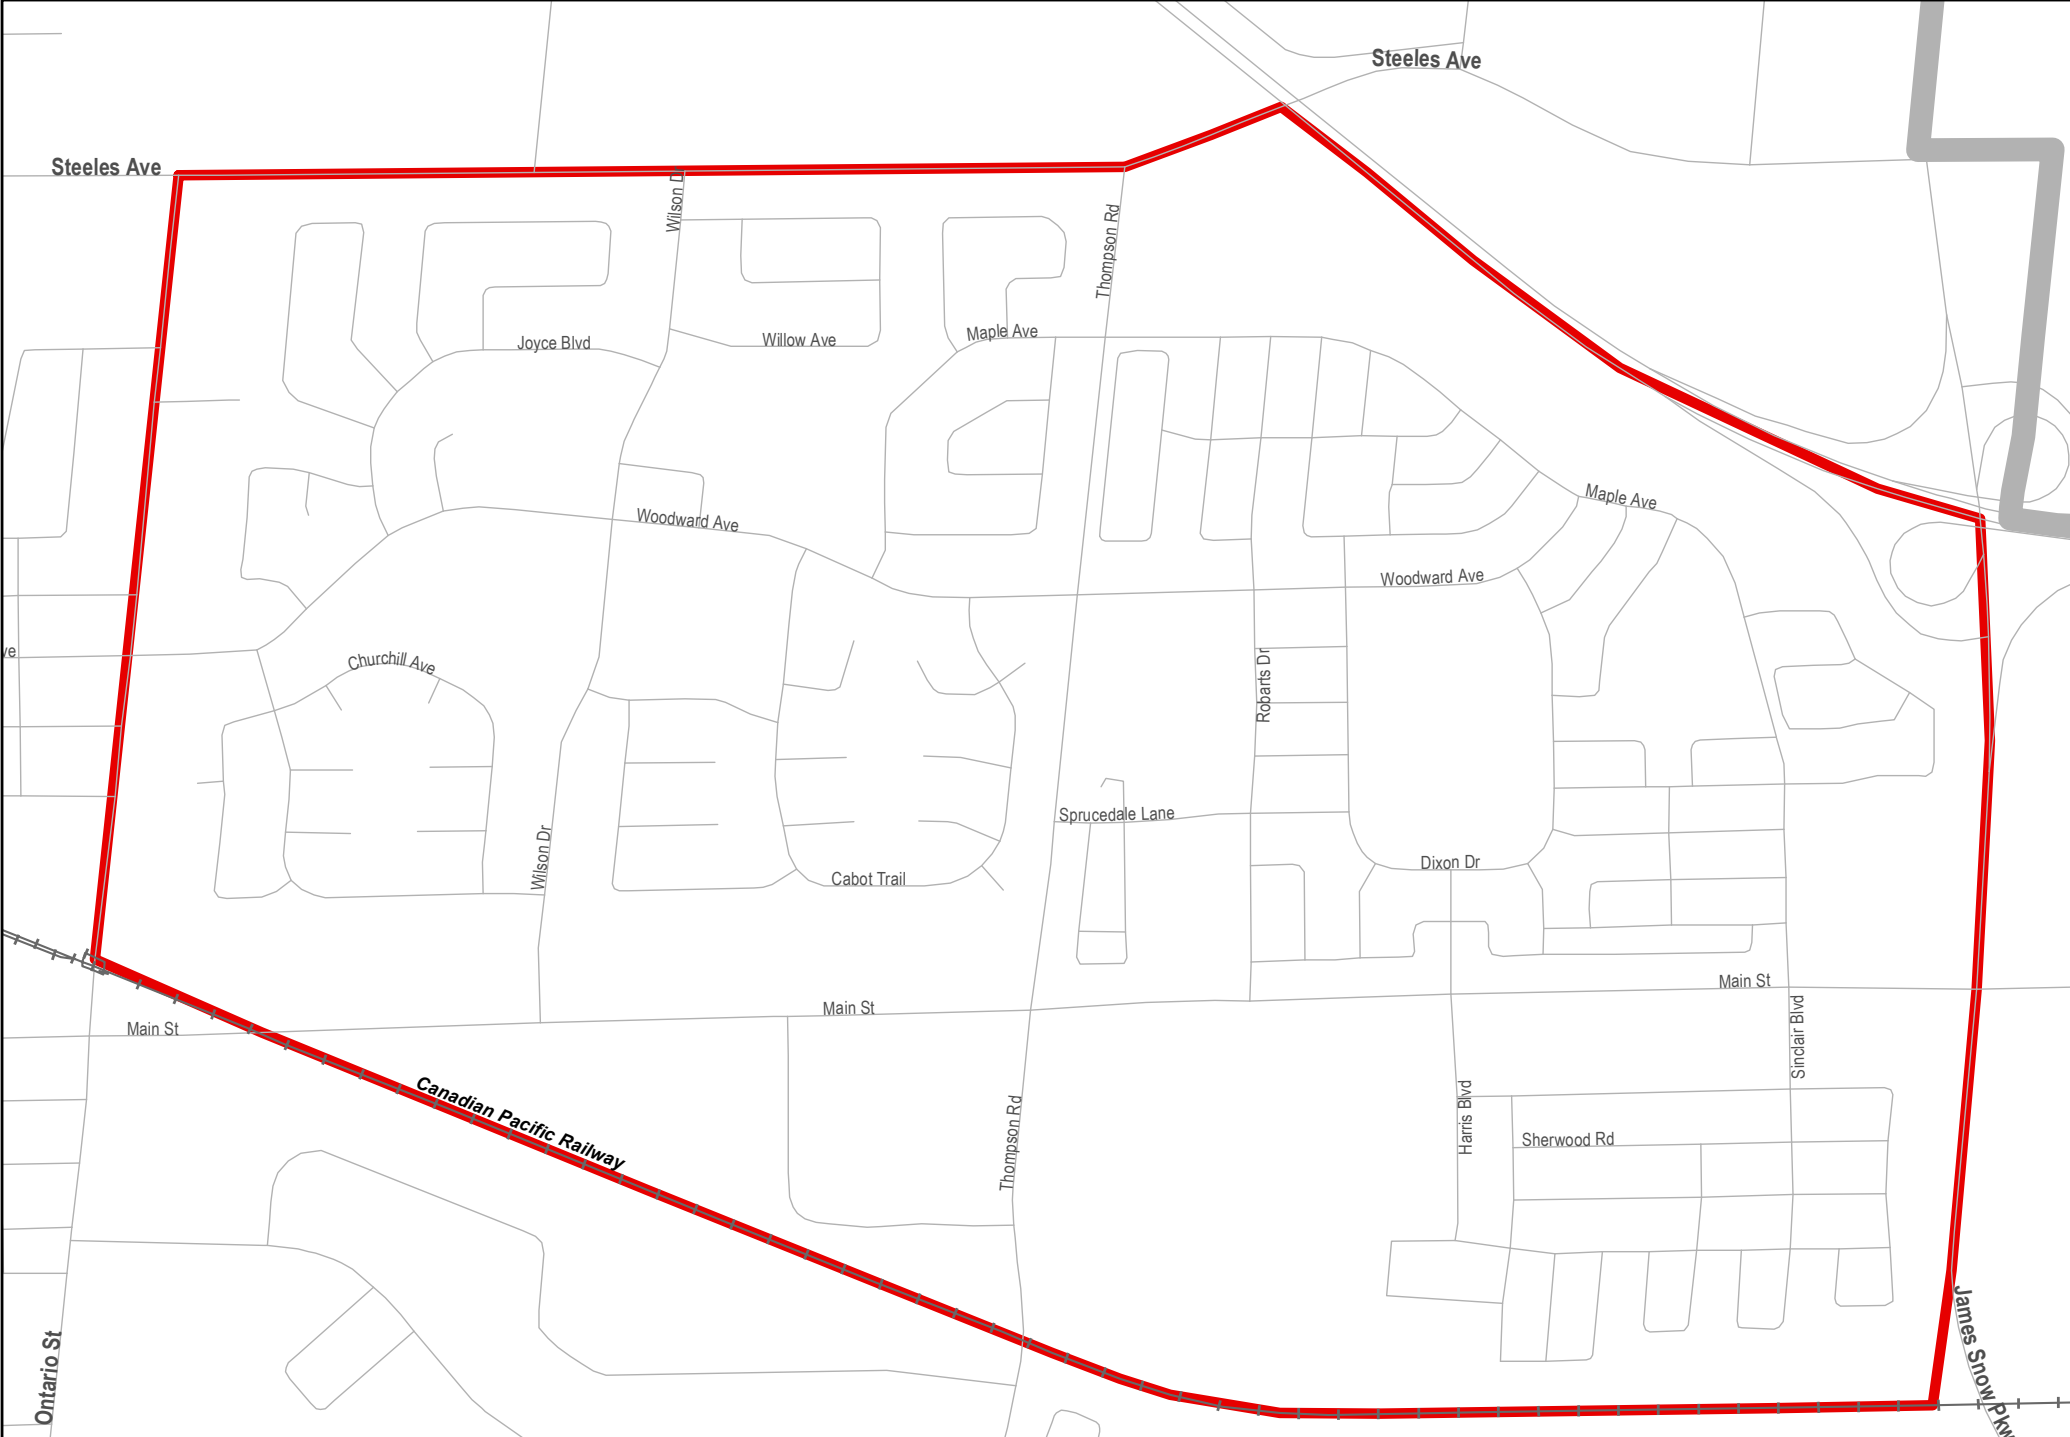 Steeles Ave
Steeles Ave
Wilson Dr
Thompson Rd
Joyce Blvd
Willow Ave
Maple Ave
Maple Ave
Woodward Ave
Woodward Ave
Churchill Ave
ve
Robarts Dr
Sprucedale Lane
Wilson Dr
Cabot Trail
Dixon Dr
Main St
Main St
Main St
Sinclair Blvd
Canadian Pacific Railway
Thompson Rd
Harris Blvd
Sherwood Rd
Ontario St
James Snow Pkw